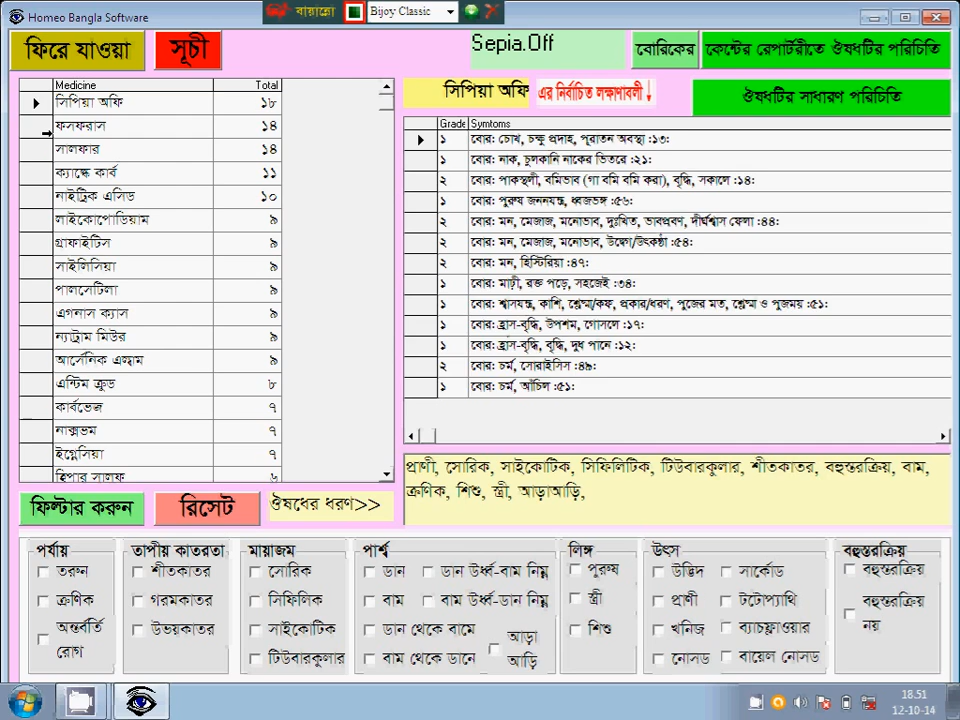 Homeo Bangla Software
বায়ান্নো
Bijoy Classic
ফিরে যাওয়া
সূচী
Sepia.Off
বোরিকের
কেন্টের রেপার্টরীতে ঔষধটির পরিচিতি
সিপিয়া অফি
এর নির্বাচিত লক্ষণাবলী
ঔষধটির সাধারণ পরিচিতি
Medicine Total
সিপিয়া অফি ১৮
ফসফরাস ১৪
সালফার ১৪
ক্যাল্কে কার্ব ১১
নাইট্রিক এসিড ১০
লাইকোপোডিয়াম ৯
গ্রাফাইটিস ৯
সাইলিসিয়া ৯
পালসেটিলা ৯
এগনাস ক্যাস ৯
ন্যাট্রাম মিউর ৯
আর্সেনিক এল্বাম ৯
এন্টিম ক্রুড ৮
কার্বভেজ ৭
নাক্সভম ৭
ইগ্নেসিয়া ৭
হিপার সালফ ৬
Grade Symtoms
১ বোর: চোখ, চক্ষু প্রদাহ, পূরাতন অবস্থা :১৩:
১ বোর: নাক, চুলকানি নাকের ভিতরে :২১:
২ বোর: পাকস্থলী, বমিভাব (গা বমি বমি করা), বৃদ্ধি, সকালে :১৪:
১ বোর: পুরুষ জননযন্ত্র, ধ্বজভঙ্গ :৫৬:
২ বোর: মন, মেজাজ, মনোভাব, দুঃখিত, ভাবপ্রবণ, দীর্ঘশ্বাস ফেলা :৪৪:
২ বোর: মন, মেজাজ, মনোভাব, উদ্বেগ/উৎকণ্ঠা :৫৪:
২ বোর: মন, হিস্টিরিয়া :৪৭:
১ বোর: মাঢ়ী, রক্ত পড়ে, সহজেই :৩৪:
১ বোর: শ্বাসযন্ত্র, কাশি, শ্লেষ্মা/কফ, প্রকার/ধরণ, পুজের মত, শ্লেষ্মা ও পুজময় :৫১:
১ বোর: হ্রাস-বৃদ্ধি, উপশম, গোসলে :১৭:
১ বোর: হ্রাস-বৃদ্ধি, বৃদ্ধি, দুধ পানে :১২:
২ বোর: চর্ম, সোরাইসিস :৪৯:
১ বোর: চর্ম, আঁচিল :৫১:
প্রাণী, সোরিক, সাইকোটিক, সিফিলিটিক, টিউবারকুলার, শীতকাতর, বহুস্তরক্রিয়, বাম,
ক্রণিক, শিশু, স্ত্রী, আড়াআড়ি,
ফিল্টার করুন
রিসেট
ঔষধের ধরণ>>
পর্যায়
তরুন
ক্রণিক
অন্তর্বর্তি
রোগ
তাপীয় কাতরতা
শীতকাতর
গরমকাতর
উভয়কাতর
মায়াজম
সোরিক
সিফিলিক
সাইকোটিক
টিউবারকুলার
পার্শ্ব
ডান ডান উর্ধ্ব-বাম নিম্ন
বাম বাম উর্ধ্ব-ডান নিম্ন
ডান থেকে বামে
বাম থেকে ডানে
আড়া
আড়ি
লিঙ্গ
পুরুষ
স্ত্রী
শিশু
উৎস
উদ্ভিদ সার্কোড
প্রাণী টটোপ্যাথি
খনিজ ব্যাচফ্লাওয়ার
নোসড বায়েল নোসড
বহুস্তরক্রিয়
বহুস্তরক্রিয়
বহুস্তরক্রিয়
নয়
18.51
12-10-14